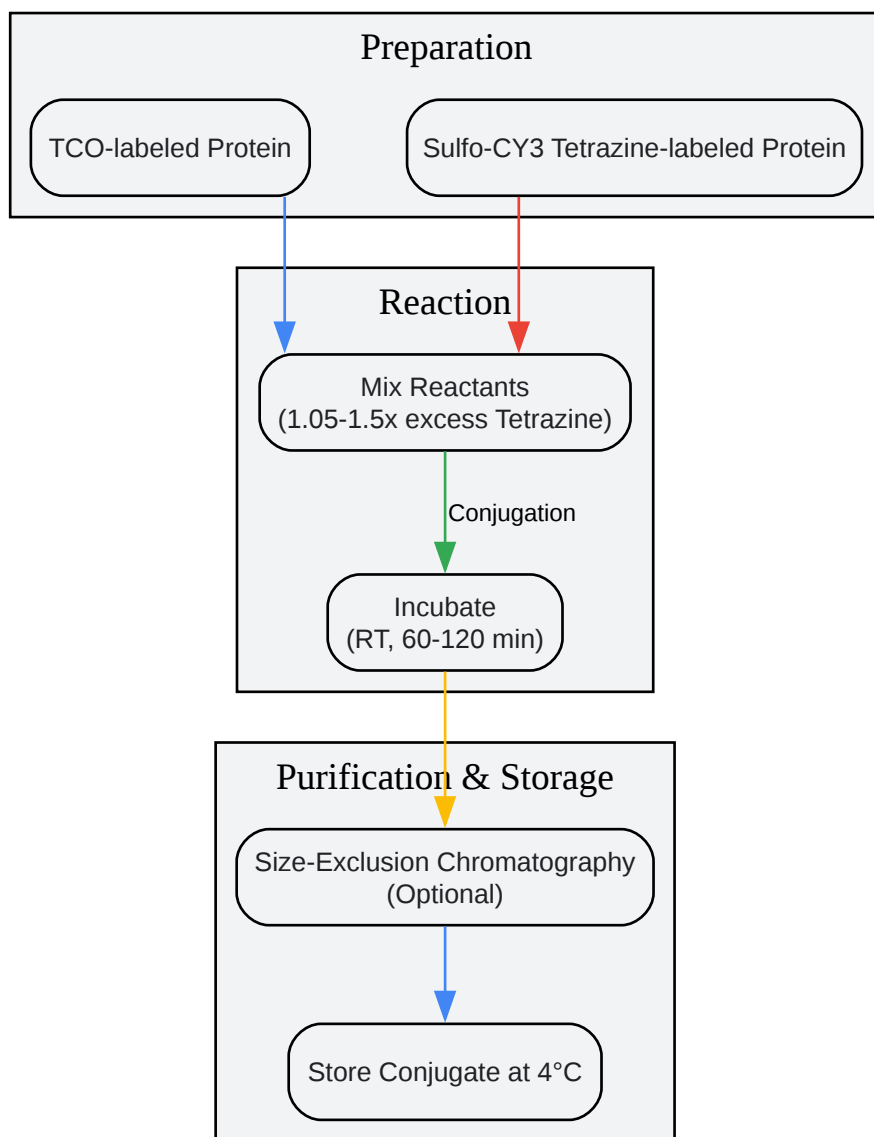 Preparation
TCO-labeled Protein
Sulfo-CY3 Tetrazine-labeled Protein
Reaction
Mix Reactants
(1.05-1.5x excess Tetrazine)
Conjugation
Incubate
(RT, 60-120 min)
Purification & Storage
Size-Exclusion Chromatography
(Optional)
Store Conjugate at 4°C